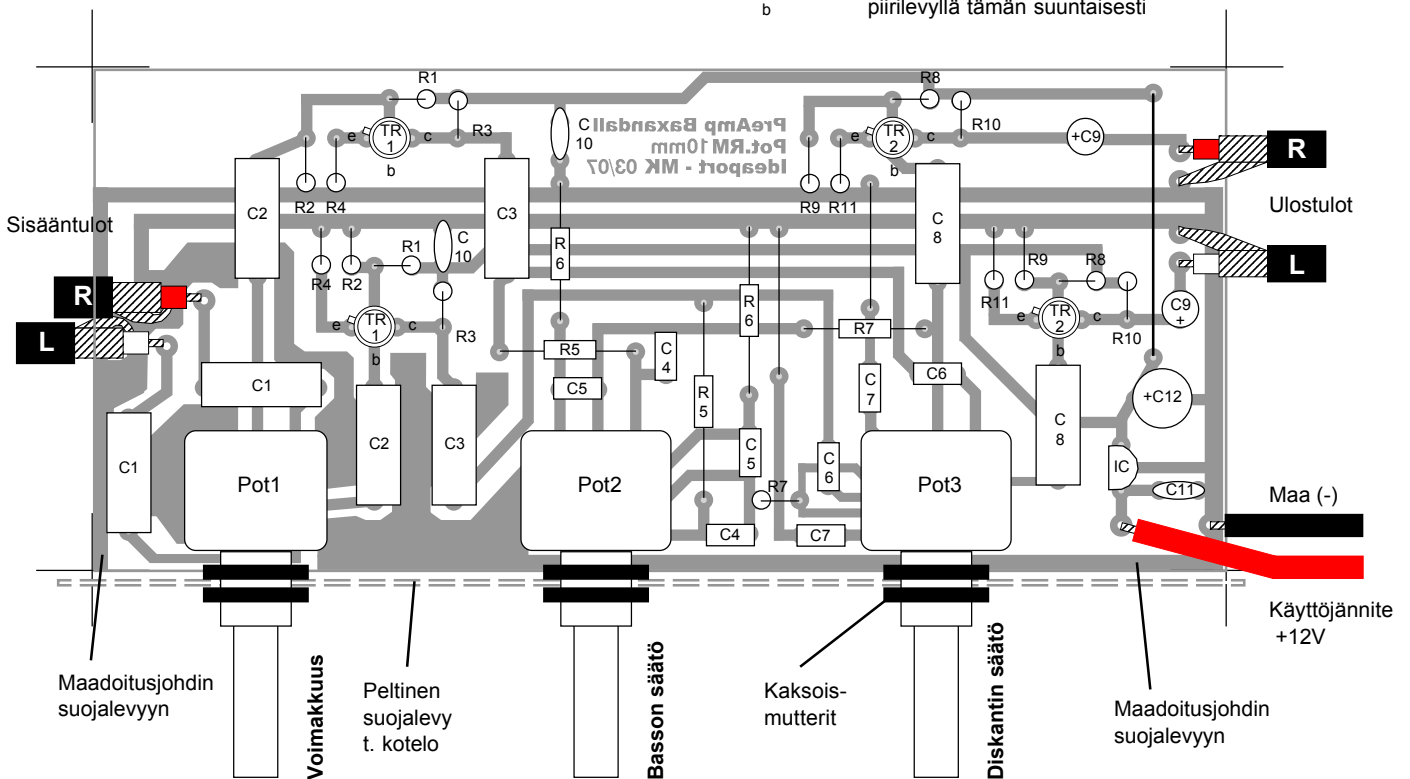 b
piirilevyllä tämän suuntaisesti
R1
R8
PreAmp Baxandall
Pot.RM10mm
Ideaport - MK 03/07
C
10
e
TR
1
c
b
R3
e
TR
2
c
b
R10
+C9
R
R2
R4
C2
C3
R9
R11
C
8
Sisääntulot
Ulostulot
R
6
C
10
R4
R2
R1
R9
R8
R11
L
R
L
e
TR
1
c
b
R3
R
6
R7
e
TR
2
c
b
R10
C9
+
R5
C
4
C1
C5
R
5
C
7
C6
+C12
C1
C2
C3
C
5
C
6
C
8
IC
Pot1
Pot2
R7
Pot3
C11
Maa (-)
C4
C7
Käyttöjännite
+12V
Maadoitusjohdin
suojalevyyn
Voimakkuus
Peltinen
suojalevy
t. kotelo
Basson säätö
Kaksois-
mutterit
Diskantin säätö
Maadoitusjohdin
suojalevyyn